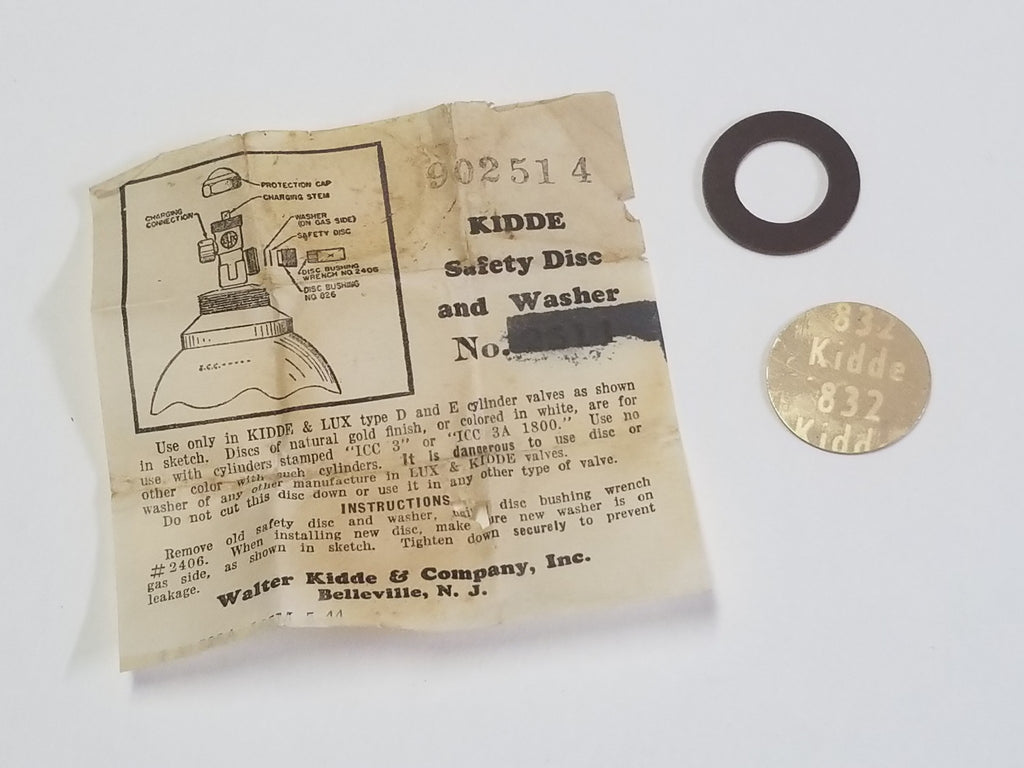 PROTECTION CAP
CHARGING STEM
CHARGING
CONNECTION
WASHER
(ON GAS SIDE)
SAFETY DISC
DISC BUSHING
WRENCH NO 2406
DISC BUSHING
NO. 826
I.C.C.
902514
KIDDE
Safety Disc
and Washer
No.
Use only in KIDDE & LUX type D and E cylinder valves as shown
in sketch. Discs of natural gold finish, or colored in white, are for
use with cylinders stamped "ICC 3" or "ICC 3A 1800." Use no
other color with such cylinders. It is dangerous to use disc or
washer of any other manufacture in LUX & KIDDE valves.
Do not cut this disc down or use it in any other type of valve.
INSTRUCTIONS
Remove old safety disc and washer, disc bushing wrench
#2406. When installing new disc, make new washer is on
gas side, as shown in sketch. Tighten down securely to prevent
leakage.
Walter Kidde & Company, Inc.
Belleville, N. J.
832
Kidde
832
Kidd